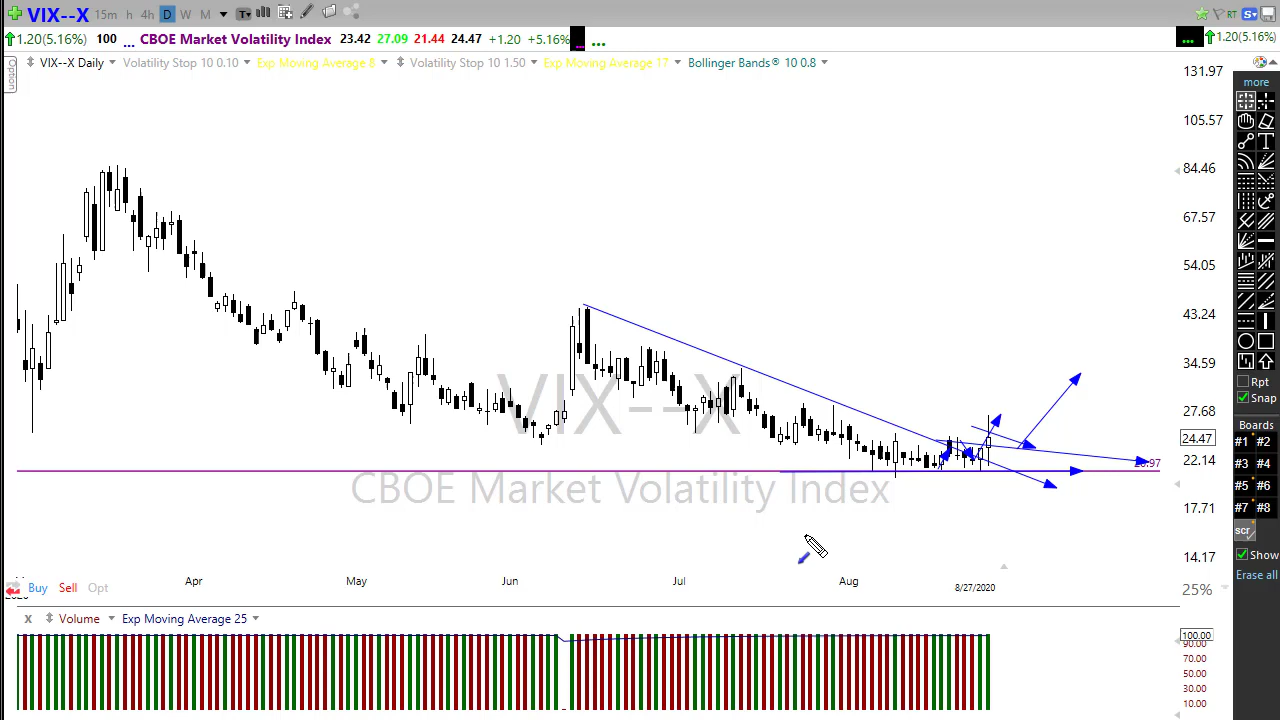 VIX--X 15m h 4h D W M T RT S
1.20(5.16%) 100 ... CBOE Market Volatility Index 23.42 27.09 21.44 24.47 +1.20 +5.16% ... ... ... 1.20(5.16%)
Option
VIX--X Daily Volatility Stop 10 0.10 Exp Moving Average 8 Volatility Stop 10 1.50 Exp Moving Average 17 Bollinger Bands® 10 0.8
131.97
105.57
84.46
67.57
54.05
43.24
34.59
27.68
24.47
22.14
17.71
14.17
VIX--X
CBOE Market Volatility Index
Apr May Jun Jul Aug 8/27/2020
Buy Sell Opt 25%
x Volume Exp Moving Average 25
100.00
90.00
70.00
50.00
30.00
10.00
more
T
Rpt
Snap
Boards
#1 #2
#3 #4
#5 #6
#7 #8
scr
Show
Erase all